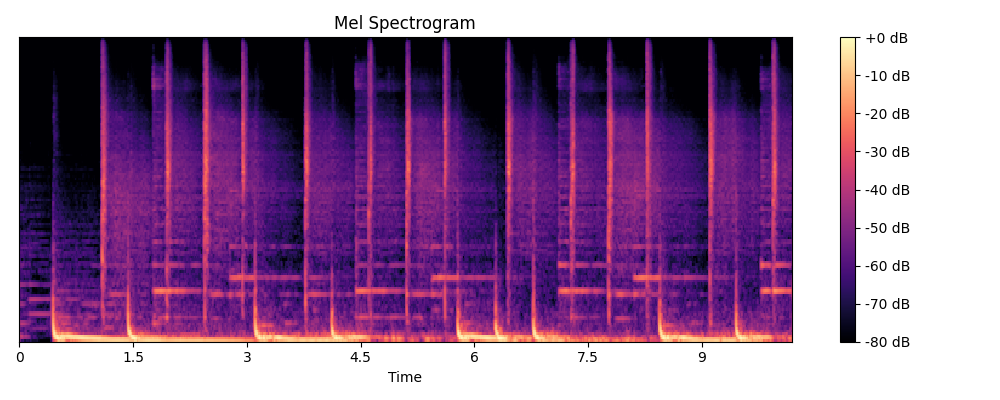 Mel Spectrogram
+0 dB
-10 dB
-20 dB
-30 dB
-40 dB
-50 dB
-60 dB
-70 dB
-80 dB
0 1.5 3 4.5 6 7.5 9
Time